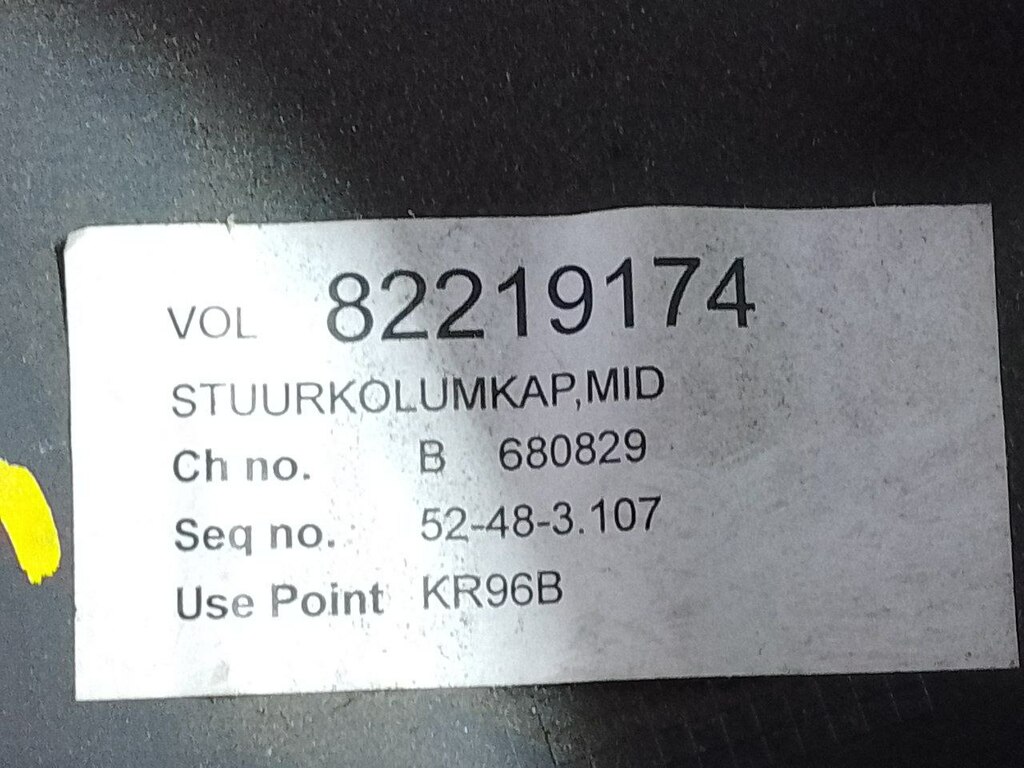 VOL 82219174
STUURKOLUMKAP,MID
Ch no. B 680829
Seq no. 52-48-3.107
Use Point KR96B